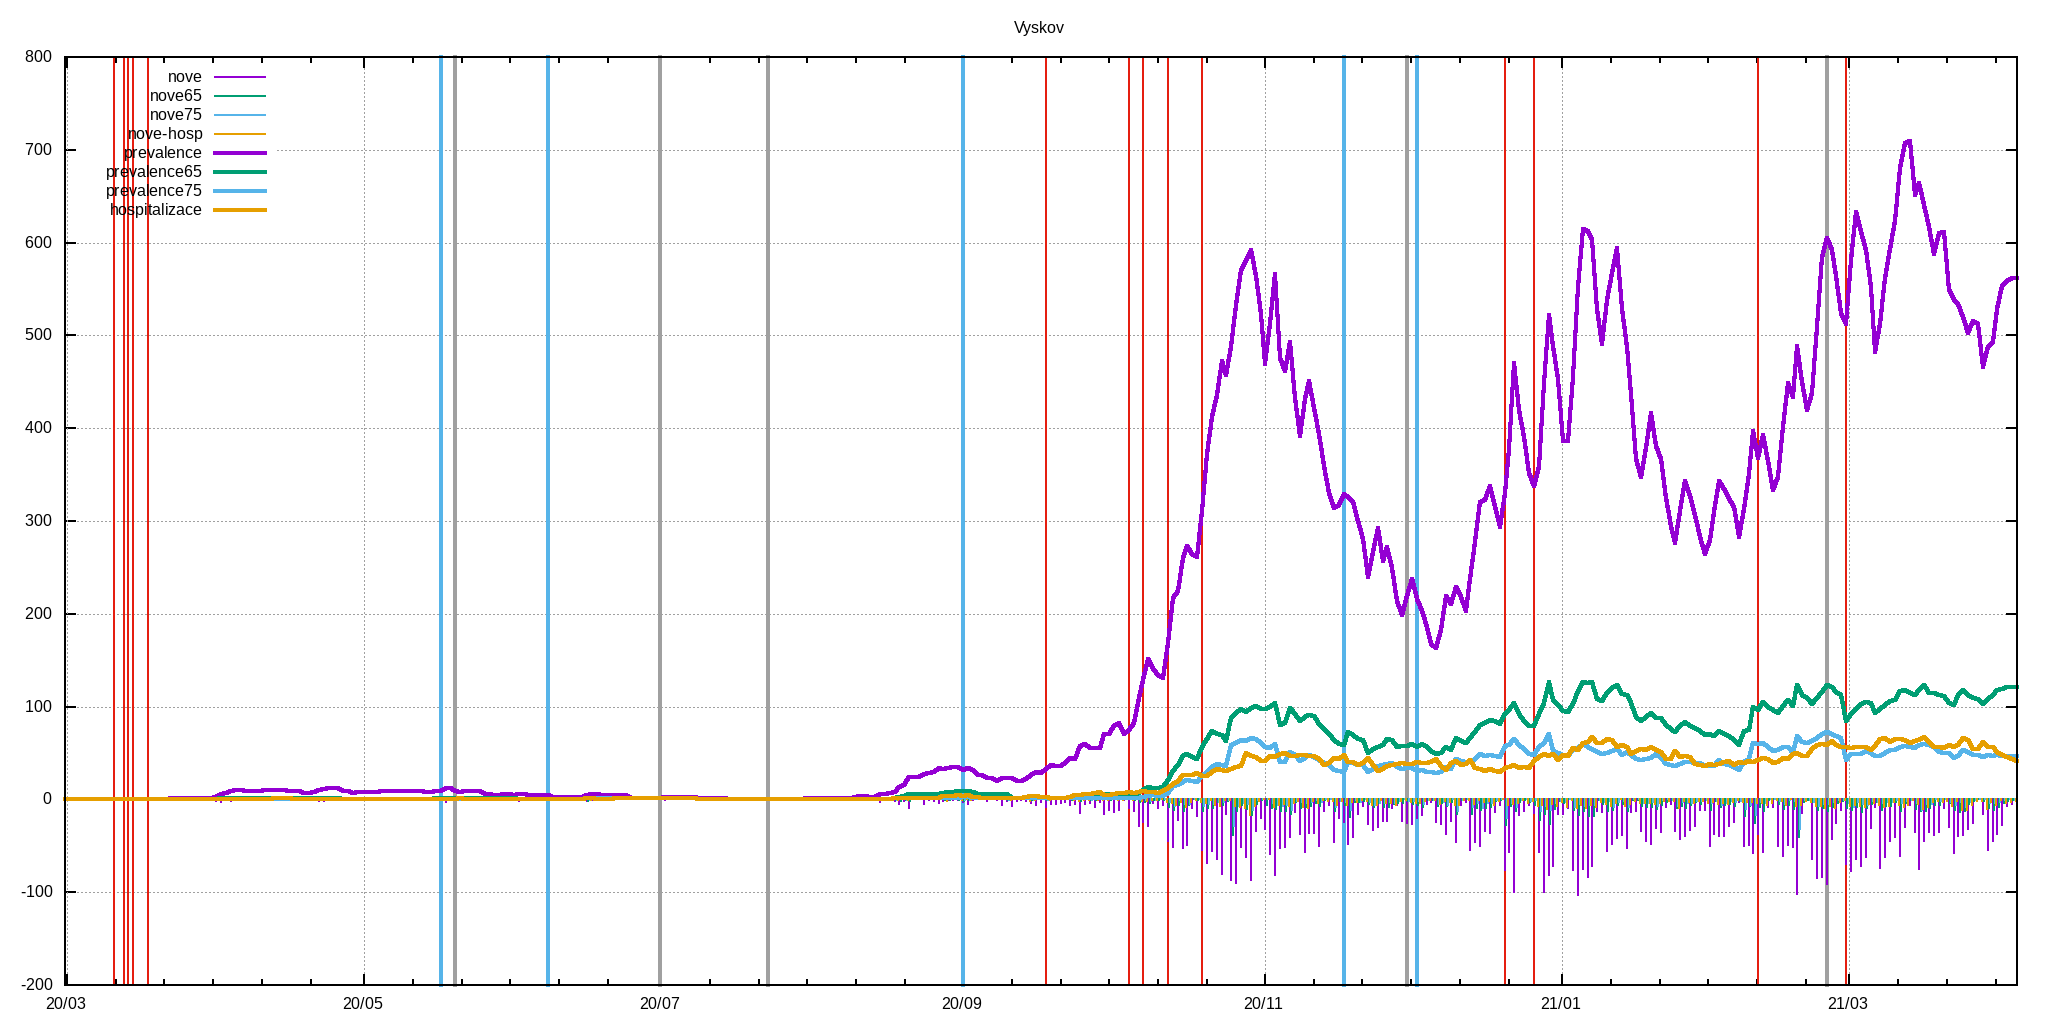 Vyskov
800
700
600
500
400
300
200
100
0
-100
-200
nove
nove65
nove75
nove-hosp
prevalence
prevalence65
prevalence75
hospitalizace
20/03 20/05 20/07 20/09 20/11 21/01 21/03